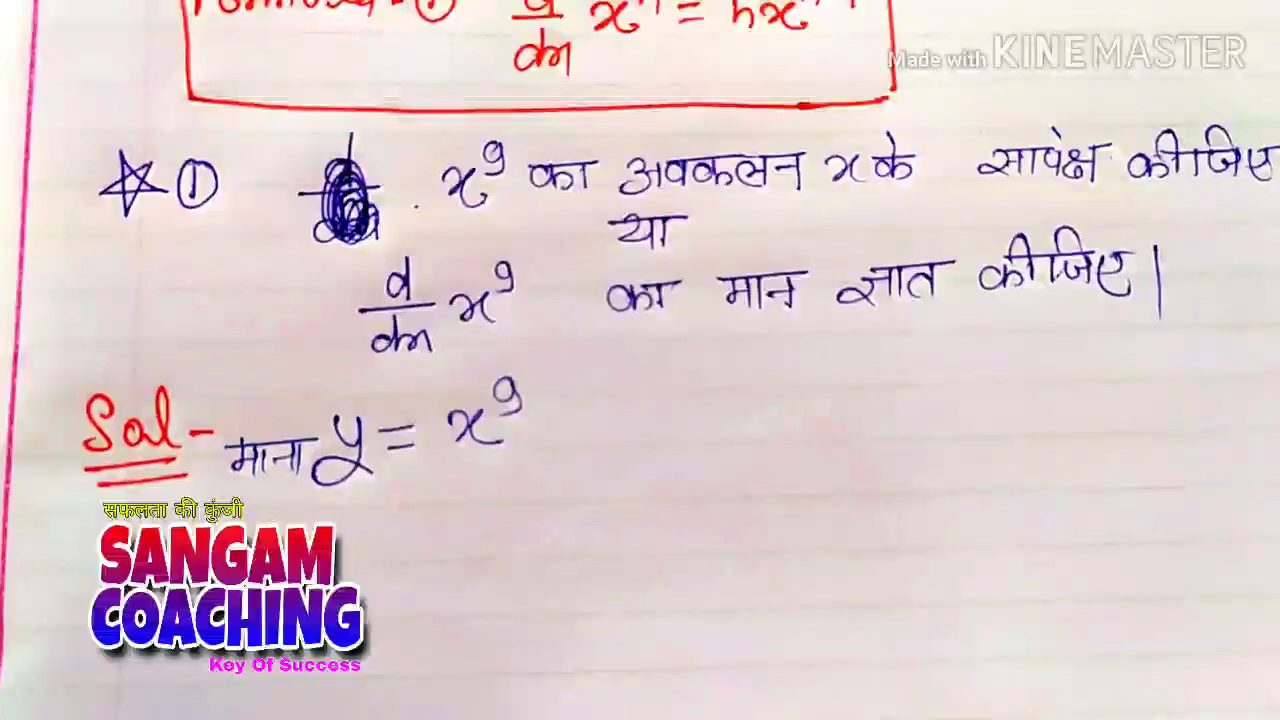 d/dx xⁿ = nxⁿ⁻¹
Made with KINEMASTER
① x⁹ का अवकलन x के सापेक्ष कीजिए
या
d/dx x⁹ का मान ज्ञात कीजिए।
Sol - माना y = x⁹
सफलता की कुंजी
SANGAM
COACHING
Key Of Success